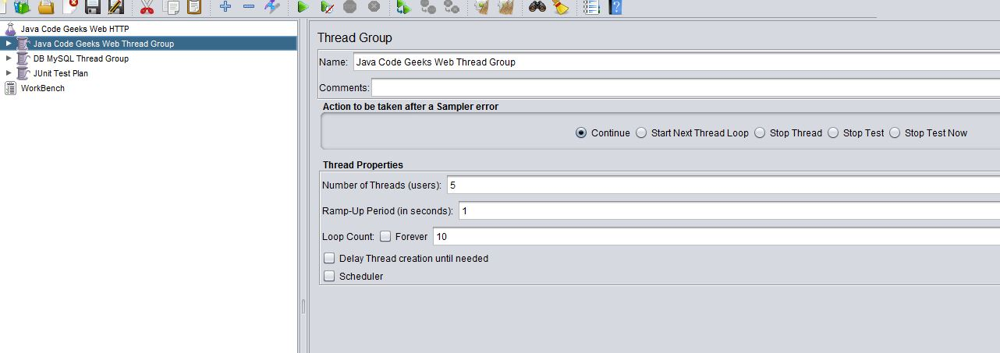 Java Code Geeks Web HTTP
Java Code Geeks Web Thread Group
DB MySQL Thread Group
JUnit Test Plan
WorkBench
Thread Group
Name: Java Code Geeks Web Thread Group
Comments:
Action to be taken after a Sampler error
Continue Start Next Thread Loop Stop Thread Stop Test Stop Test Now
Thread Properties
Number of Threads (users): 5
Ramp-Up Period (in seconds): 1
Loop Count: Forever 10
Delay Thread creation until needed
Scheduler